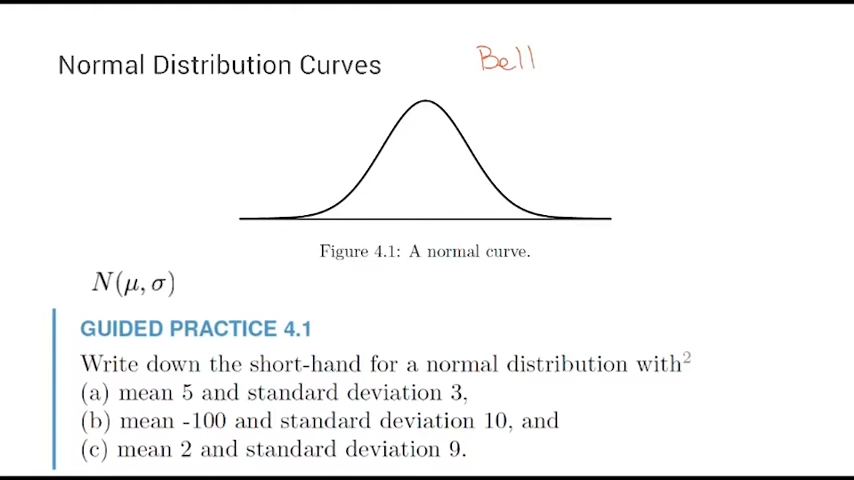 Normal Distribution Curves
Bell
Figure 4.1: A normal curve.
N(μ, σ)
GUIDED PRACTICE 4.1
Write down the short-hand for a normal distribution with²
(a) mean 5 and standard deviation 3,
(b) mean -100 and standard deviation 10, and
(c) mean 2 and standard deviation 9.